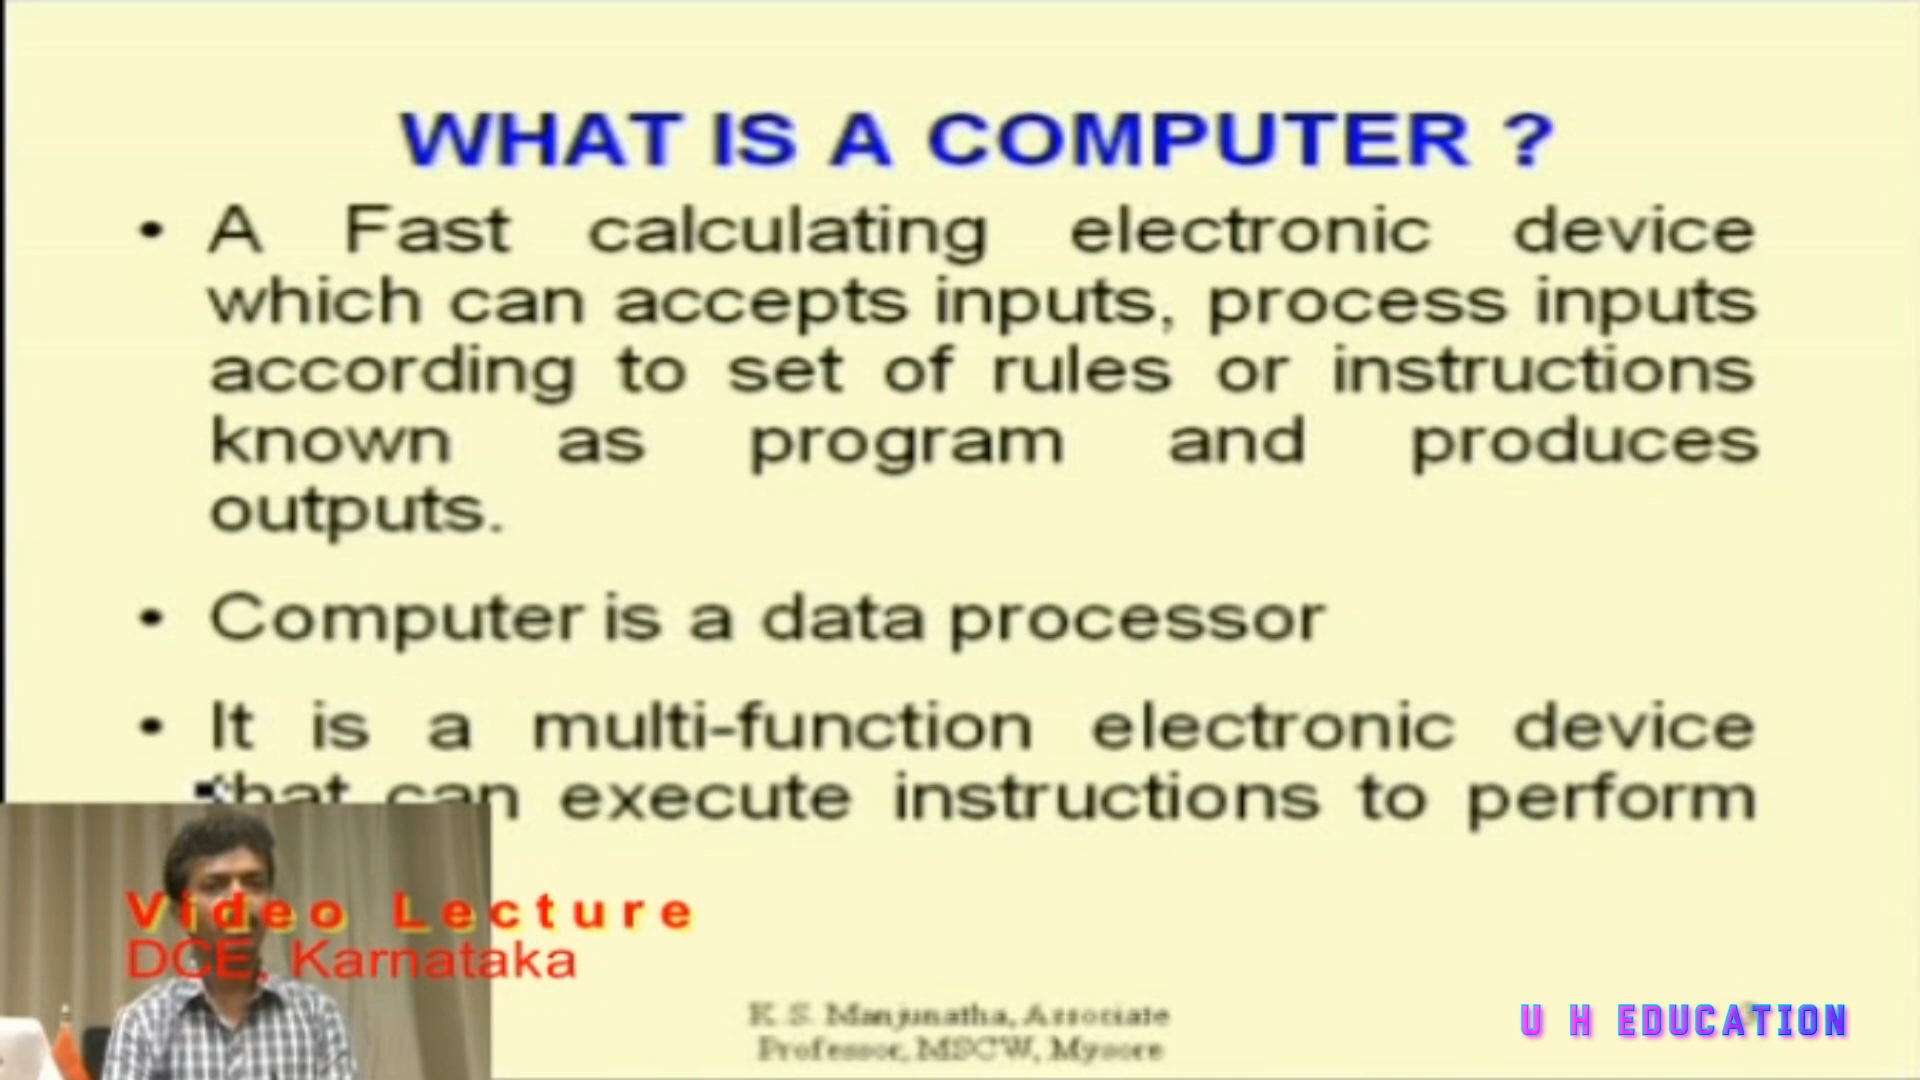 WHAT IS A COMPUTER ?
• A Fast calculating electronic device
which can accepts inputs, process inputs
according to set of rules or instructions
known as program and produces
outputs.
• Computer is a data processor
• It is a multi-function electronic device
that can execute instructions to perform
Video Lecture
DCE, Karnataka
K. S. Manjunatha, Associate
Professor, MSCW, Mysore
U H EDUCATION